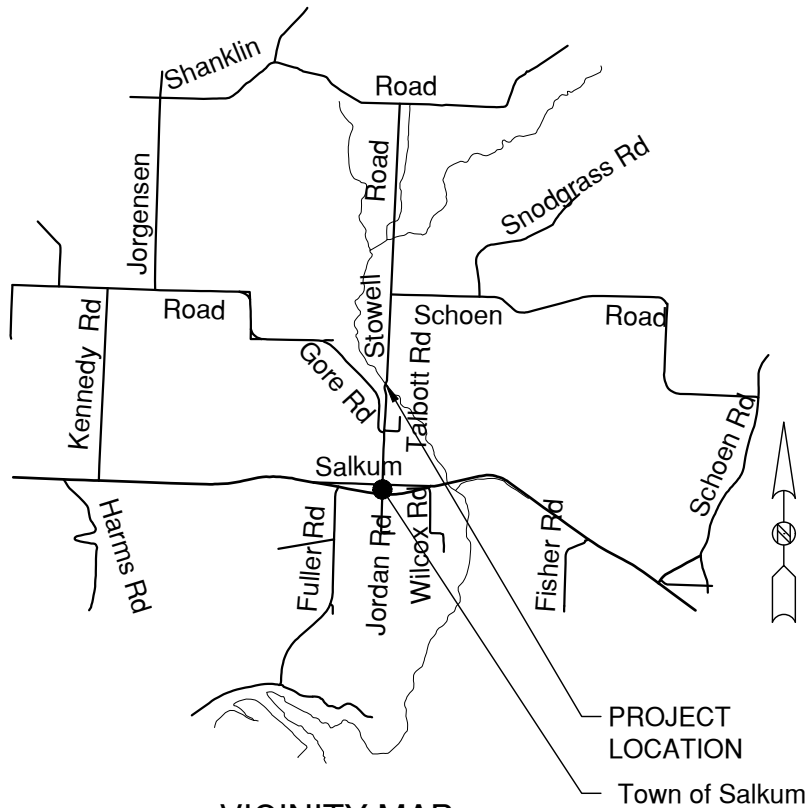 Shanklin
Road
Road
Snodgrass Rd
Jorgensen
Road
Stowell
Schoen
Road
Kennedy Rd
Gore Rd
Talbott Rd
Schoen Rd
Salkum
Harms Rd
Fuller Rd
Jordan Rd
Wilcox Rd
Fisher Rd
PROJECT
LOCATION
Town of Salkum
VICINITY MAP